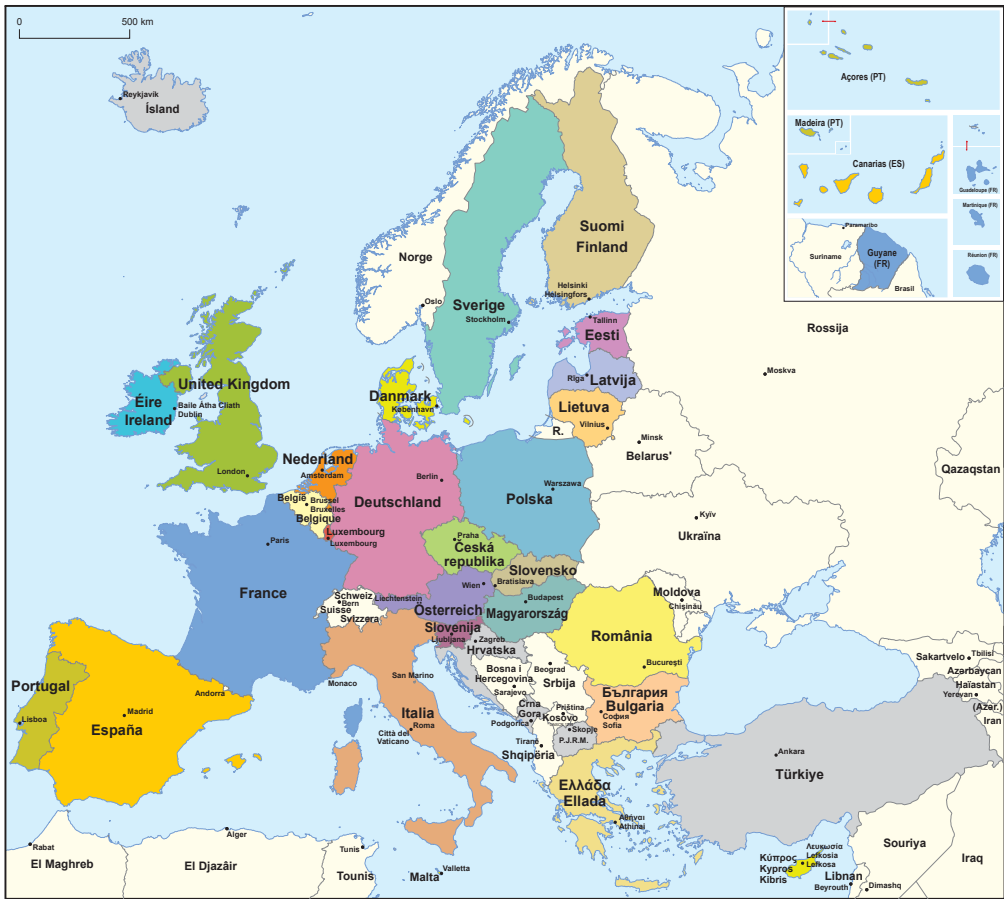 0
500 km
Açores (PT)
Madeira (PT)
Canarias (ES)
Guadeloupe (FR)
Martinique (FR)
Paramaribo
Suriname
Guyane
(FR)
Brasil
Réunion (FR)
Reykjavík
Ísland
Norge
Oslo
Sverige
Stockholm
Suomi
Finland
Helsinki
Helsingfors
Tallinn
Eesti
Rīga
Latvija
Lietuva
Vilnius
R.
Rossija
Moskva
Minsk
Belarus'
Qazaqstan
United Kingdom
London
Éire
Ireland
Baile Átha Cliath
Dublin
Danmark
København
Nederland
Amsterdam
België
Brussel
Bruxelles
Belgique
Luxembourg
Luxembourg
Deutschland
Berlin
Polska
Warszawa
Kyïv
Ukraïna
Paris
France
Praha
Česká
republika
Slovensko
Bratislava
Wien
Österreich
Liechtenstein
Schweiz
Bern
Suisse
Svizzera
Budapest
Magyarország
Moldova
Chişinău
România
Bucureşti
Slovenija
Ljubljana
Zagreb
Hrvatska
Bosna i
Hercegovina
Sarajevo
Beograd
Srbija
Crna
Gora
Podgorica
Priština
Kosovo
Skopje
P.J.R.M.
Tiranë
Shqipëria
България
Bulgaria
София
Sofia
Portugal
Lisboa
España
Madrid
Andorra
Monaco
San Marino
Italia
Roma
Città del
Vaticano
Ελλάδα
Ellada
Αθήναι
Athinai
Ankara
Türkiye
Sakartvelo
Tbilisi
Azərbaycan
Haïastan
Yerevan
(Azər.)
Iran
Rabat
El Maghreb
Alger
El Djazâir
Tunis
Tounis
Malta
Valletta
Κύπρος
Kypros
Kibris
Λευκωσία
Lefkosia
Lefkosa
Libnan
Beyrouth
Dimashq
Souriya
Iraq